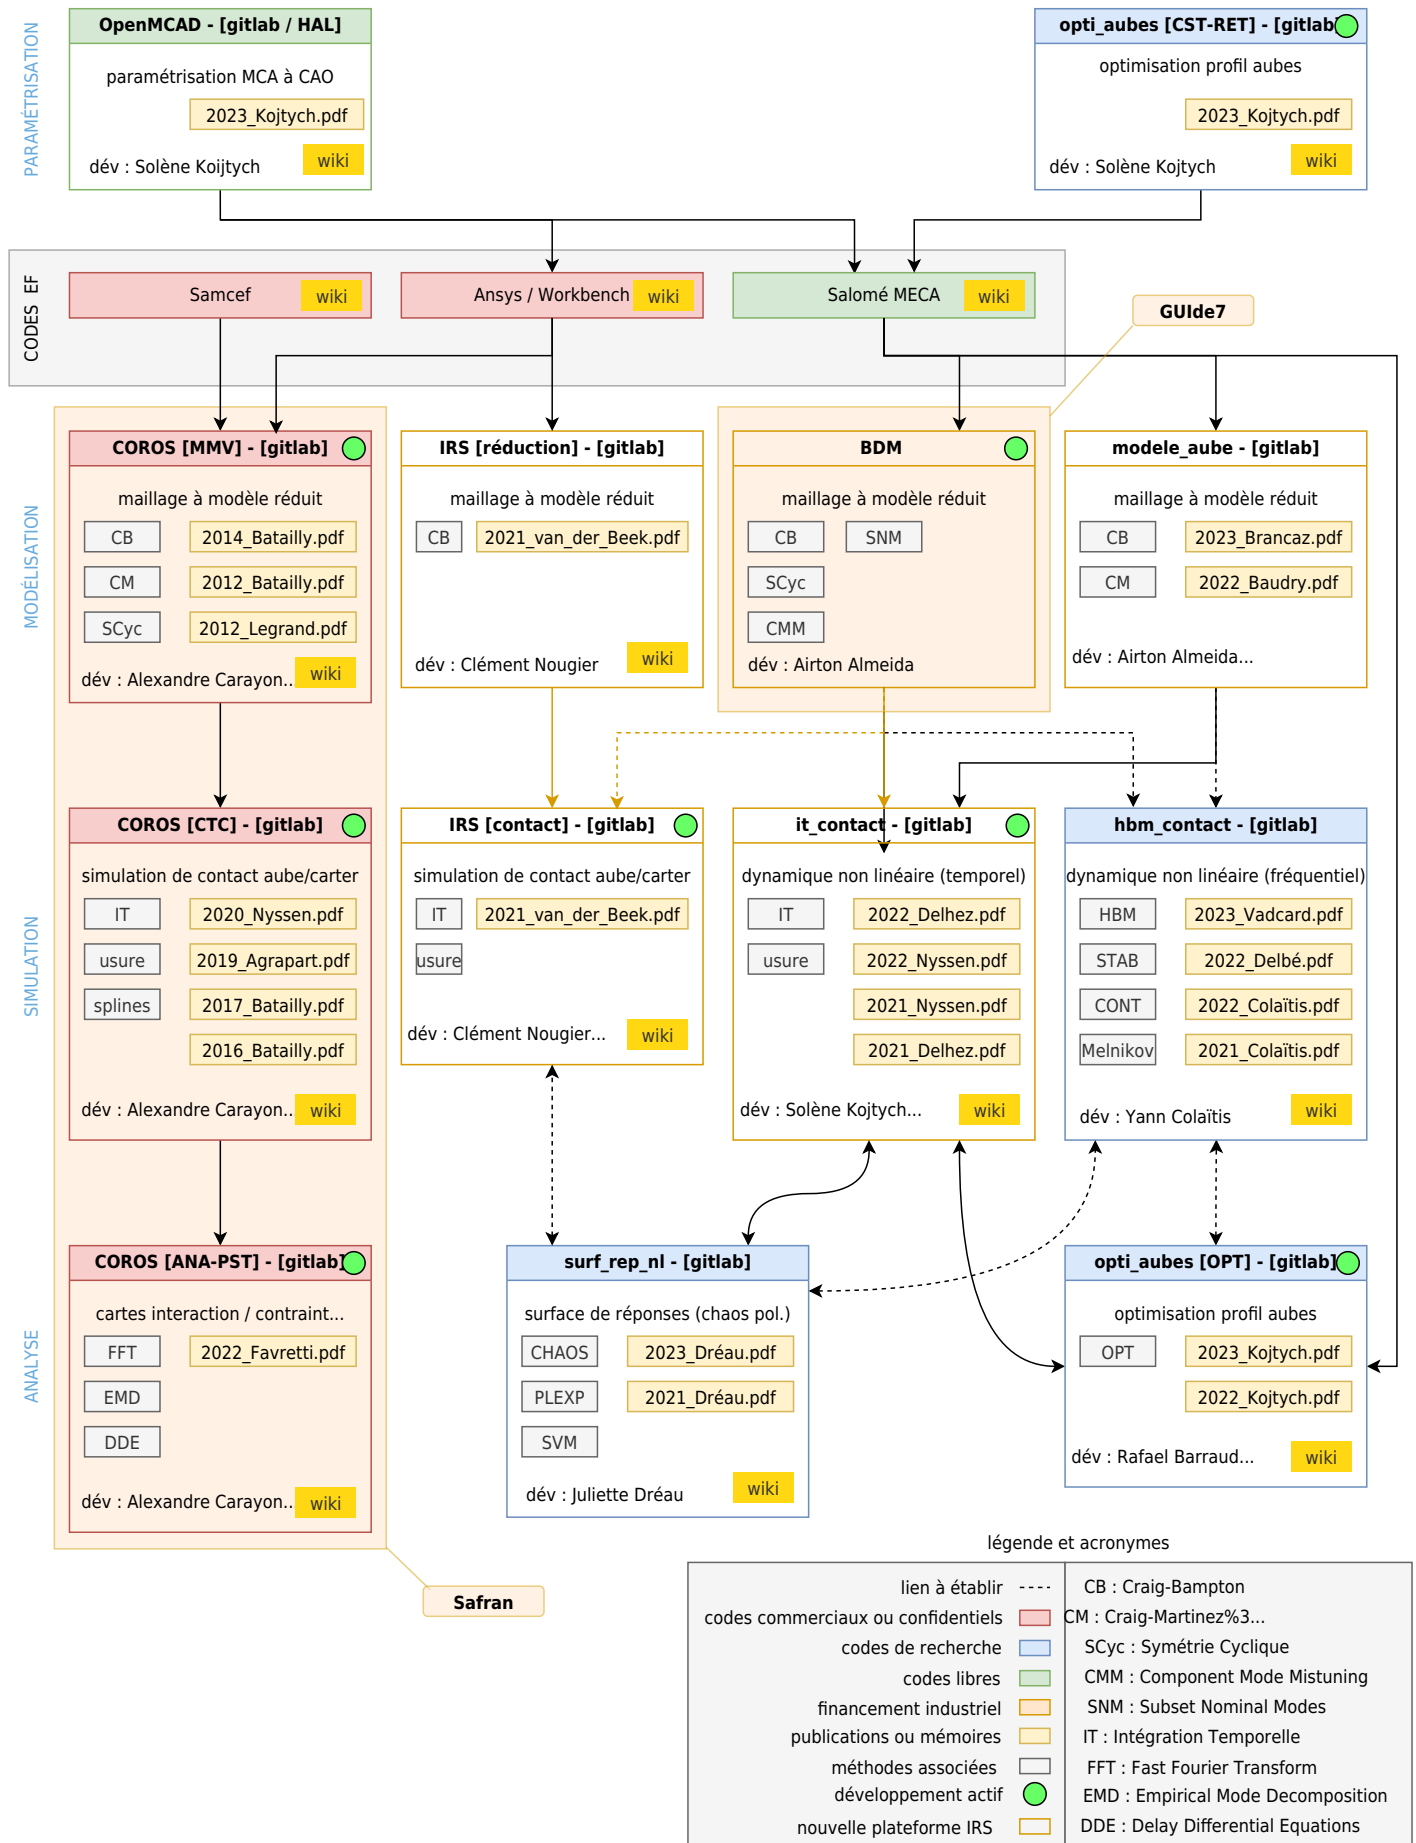 PARAMÉTRISATION
OpenMCAD - [gitlab / HAL]
paramétrisation MCA à CAO
2023_Kojtych.pdf
dév : Solène Koijtych
wiki
opti_aubes [CST-RET] - [gitlab]
optimisation profil aubes
2023_Kojtych.pdf
dév : Solène Kojtych
wiki
CODES EF
Samcef
wiki
Ansys / Workbench
wiki
Salomé MECA
wiki
GUIde7
MODÉLISATION
COROS [MMV] - [gitlab]
maillage à modèle réduit
CB
2014_Batailly.pdf
CM
2012_Batailly.pdf
SCyc
2012_Legrand.pdf
dév : Alexandre Carayon...
wiki
IRS [réduction] - [gitlab]
maillage à modèle réduit
CB
2021_van_der_Beek.pdf
dév : Clément Nougier
wiki
BDM
maillage à modèle réduit
CB
SNM
SCyc
CMM
dév : Airton Almeida
modele_aube - [gitlab]
maillage à modèle réduit
CB
2023_Brancaz.pdf
CM
2022_Baudry.pdf
dév : Airton Almeida...
SIMULATION
COROS [CTC] - [gitlab]
simulation de contact aube/carter
IT
2020_Nyssen.pdf
usure
2019_Agrapart.pdf
splines
2017_Batailly.pdf
2016_Batailly.pdf
dév : Alexandre Carayon...
wiki
IRS [contact] - [gitlab]
simulation de contact aube/carter
IT
2021_van_der_Beek.pdf
usure
dév : Clément Nougier...
wiki
it_contact - [gitlab]
dynamique non linéaire (temporel)
IT
2022_Delhez.pdf
usure
2022_Nyssen.pdf
2021_Nyssen.pdf
2021_Delhez.pdf
dév : Solène Kojtych...
wiki
hbm_contact - [gitlab]
dynamique non linéaire (fréquentiel)
HBM
2023_Vadcard.pdf
STAB
2022_Delbé.pdf
CONT
2022_Colaïtis.pdf
Melnikov
2021_Colaïtis.pdf
dév : Yann Colaïtis
wiki
ANALYSE
COROS [ANA-PST] - [gitlab]
cartes interaction / contraint...
FFT
2022_Favretti.pdf
EMD
DDE
dév : Alexandre Carayon...
wiki
surf_rep_nl - [gitlab]
surface de réponses (chaos pol.)
CHAOS
2023_Dréau.pdf
PLEXP
2021_Dréau.pdf
SVM
dév : Juliette Dréau
wiki
opti_aubes [OPT] - [gitlab]
optimisation profil aubes
OPT
2023_Kojtych.pdf
2022_Kojtych.pdf
dév : Rafael Barraud...
wiki
Safran
légende et acronymes
lien à établir
codes commerciaux ou confidentiels
codes de recherche
codes libres
financement industriel
publications ou mémoires
méthodes associées
développement actif
nouvelle plateforme IRS
CB : Craig-Bampton
CM : Craig-Martinez%3...
SCyc : Symétrie Cyclique
CMM : Component Mode Mistuning
SNM : Subset Nominal Modes
IT : Intégration Temporelle
FFT : Fast Fourier Transform
EMD : Empirical Mode Decomposition
DDE : Delay Differential Equations